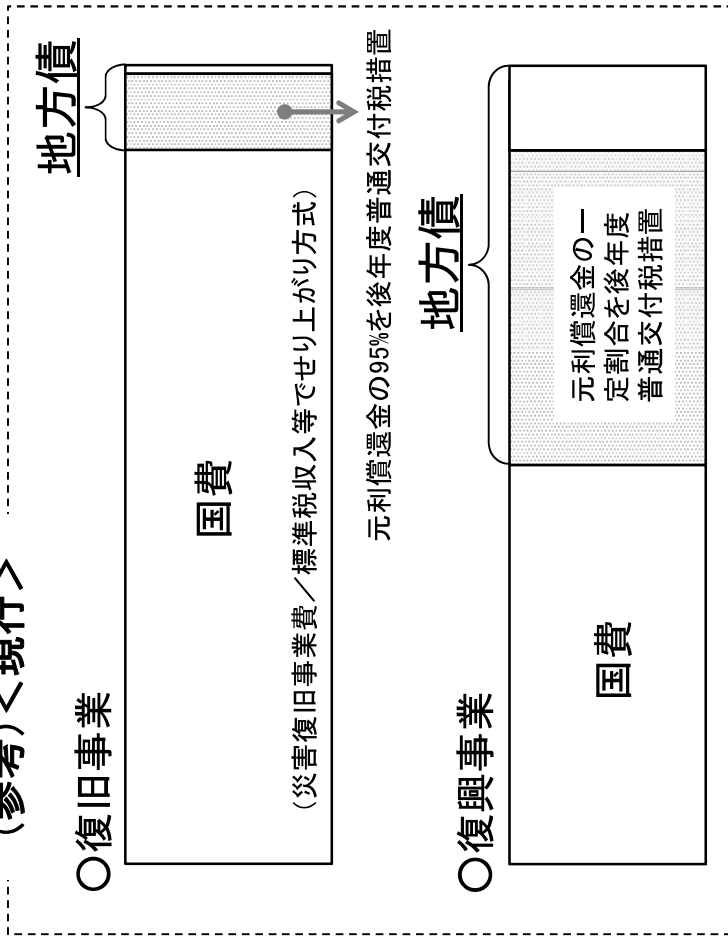 （参考）＜現行＞
○復旧事業
地方債
国費
（災害復旧事業費／標準税収入等でせり上がり方式）
元利償還金の95%を後年度普通交付税措置
○復興事業
地方債
国費
元利償還金の一
定割合を後年度
普通交付税措置